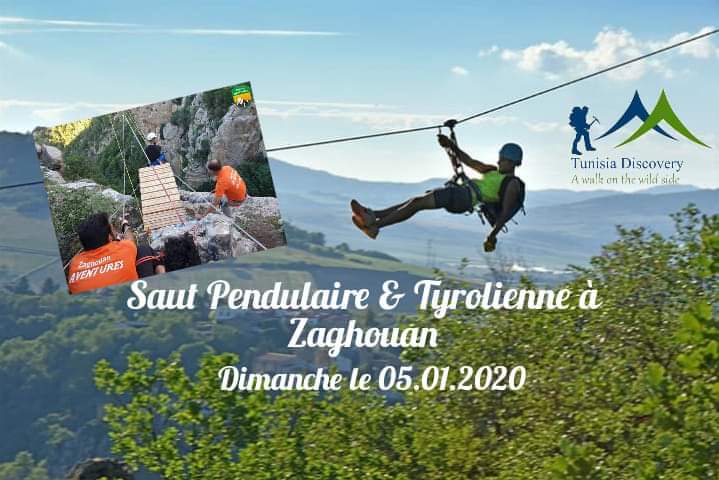 Tunisia Discovery
A walk on the wild side
Zaghouan
AVENTURES
Saut Pendulaire & Tyrolienne à
Zaghouan
Dimanche le 05.01.2020